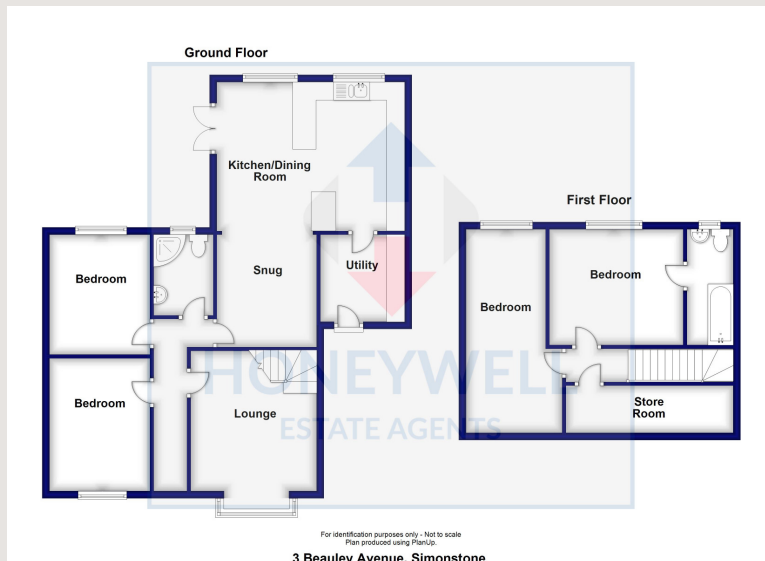 Ground Floor
Kitchen/Dining
Room
First Floor
Bedroom
Snug
Utility
Bedroom
Bedroom
Bedroom
Lounge
Store
Room
HONEYWELL
ESTATE AGENTS
For identification purposes only - Not to scale
Plan produced using PlanUp.
3 Beauley Avenue, Simonstone